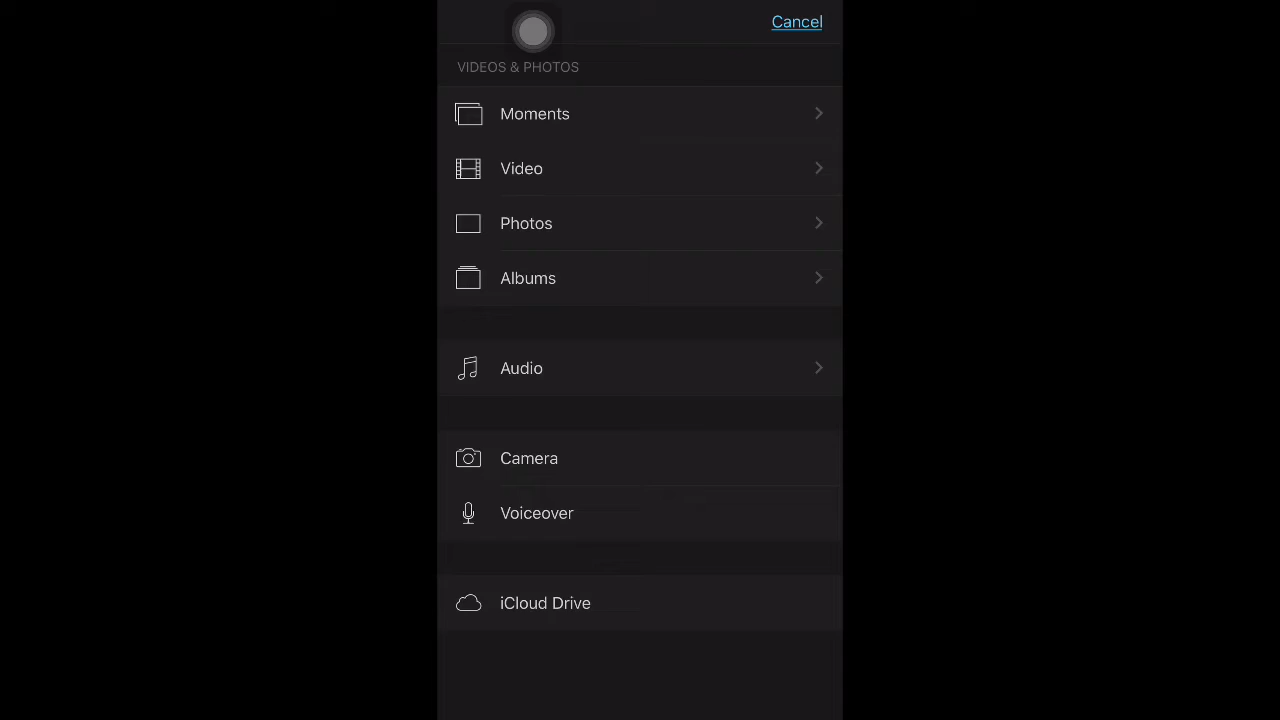 Cancel
VIDEOS & PHOTOS
Moments
Video
Photos
Albums
Audio
Camera
Voiceover
iCloud Drive